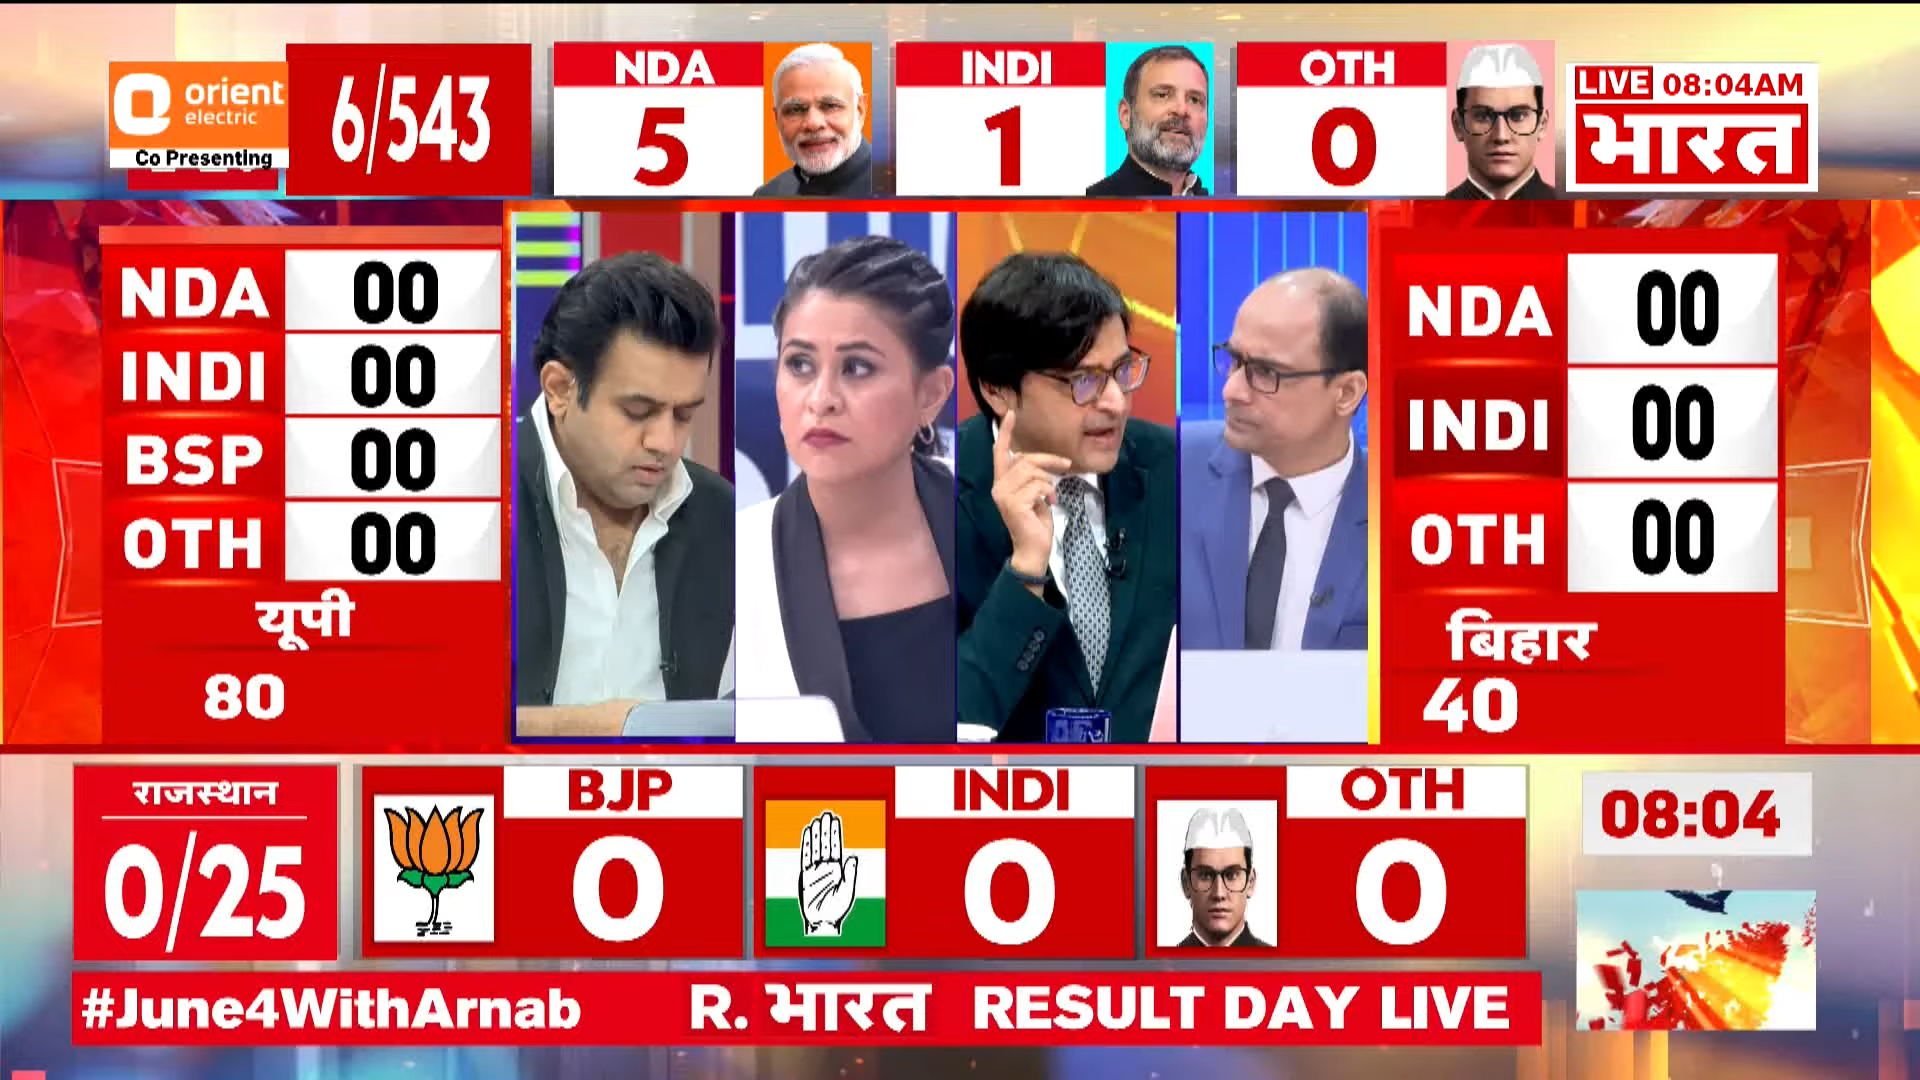 orient
electric
Co Presenting
6/543
NDA
5
INDI
1
OTH
0
LIVE 08:04AM
भारत
NDA 00
INDI 00
BSP 00
OTH 00
यूपी
80
NDA 00
INDI 00
OTH 00
बिहार
40
राजस्थान
0/25
BJP
0
INDI
0
OTH
0
08:04
#June4WithArnab R. भारत RESULT DAY LIVE